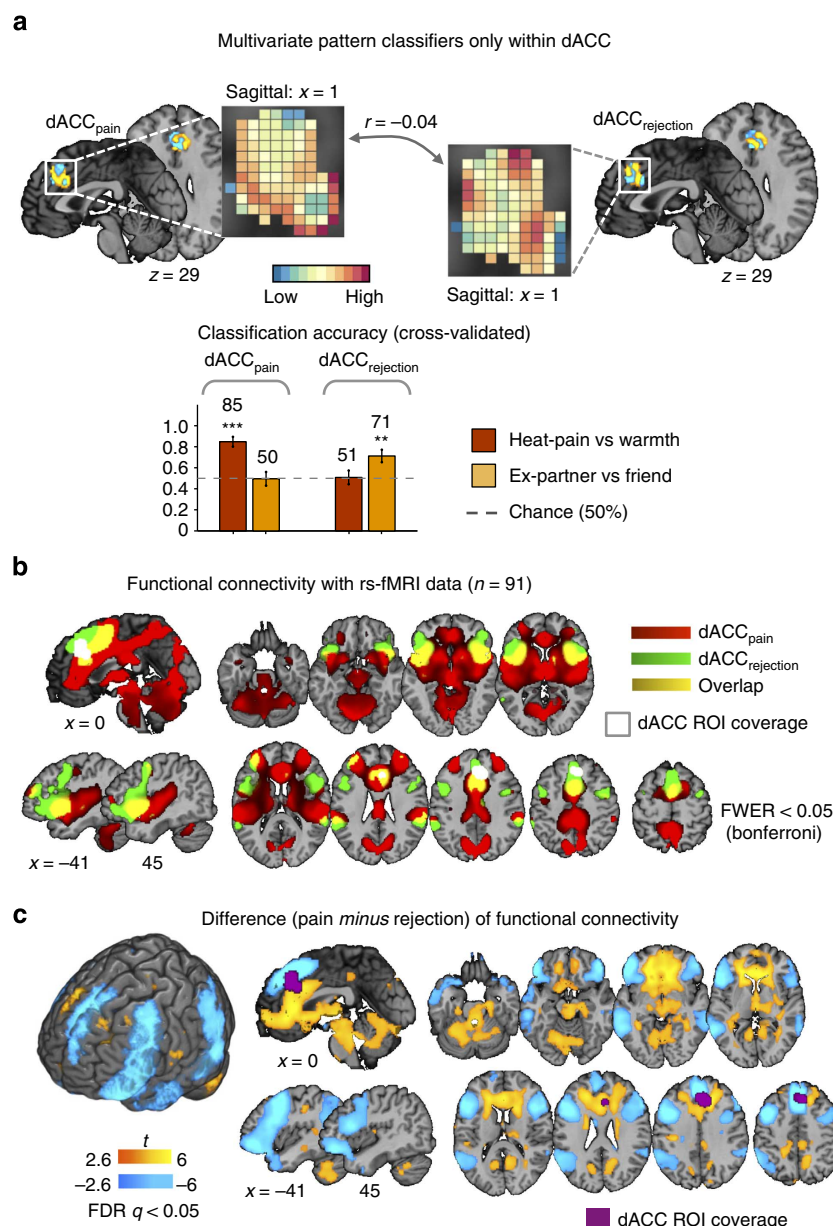 a
Multivariate pattern classifiers only within dACC
Sagittal: x = 1
dACCpain
r = −0.04
dACCrejection
z = 29
Low High
Sagittal: x = 1
z = 29
Classification accuracy (cross-validated)
dACCpain dACCrejection
85
***
50
51
71
**
1.0
0.8
0.6
0.4
0.2
0
Heat-pain vs warmth
Ex-partner vs friend
Chance (50%)
b
Functional connectivity with rs-fMRI data (n = 91)
dACCpain
dACCrejection
Overlap
dACC ROI coverage
x = 0
FWER < 0.05
(bonferroni)
x = −41 45
c
Difference (pain minus rejection) of functional connectivity
x = 0
t
2.6 6
−2.6 −6
FDR q < 0.05
x = −41 45
dACC ROI coverage